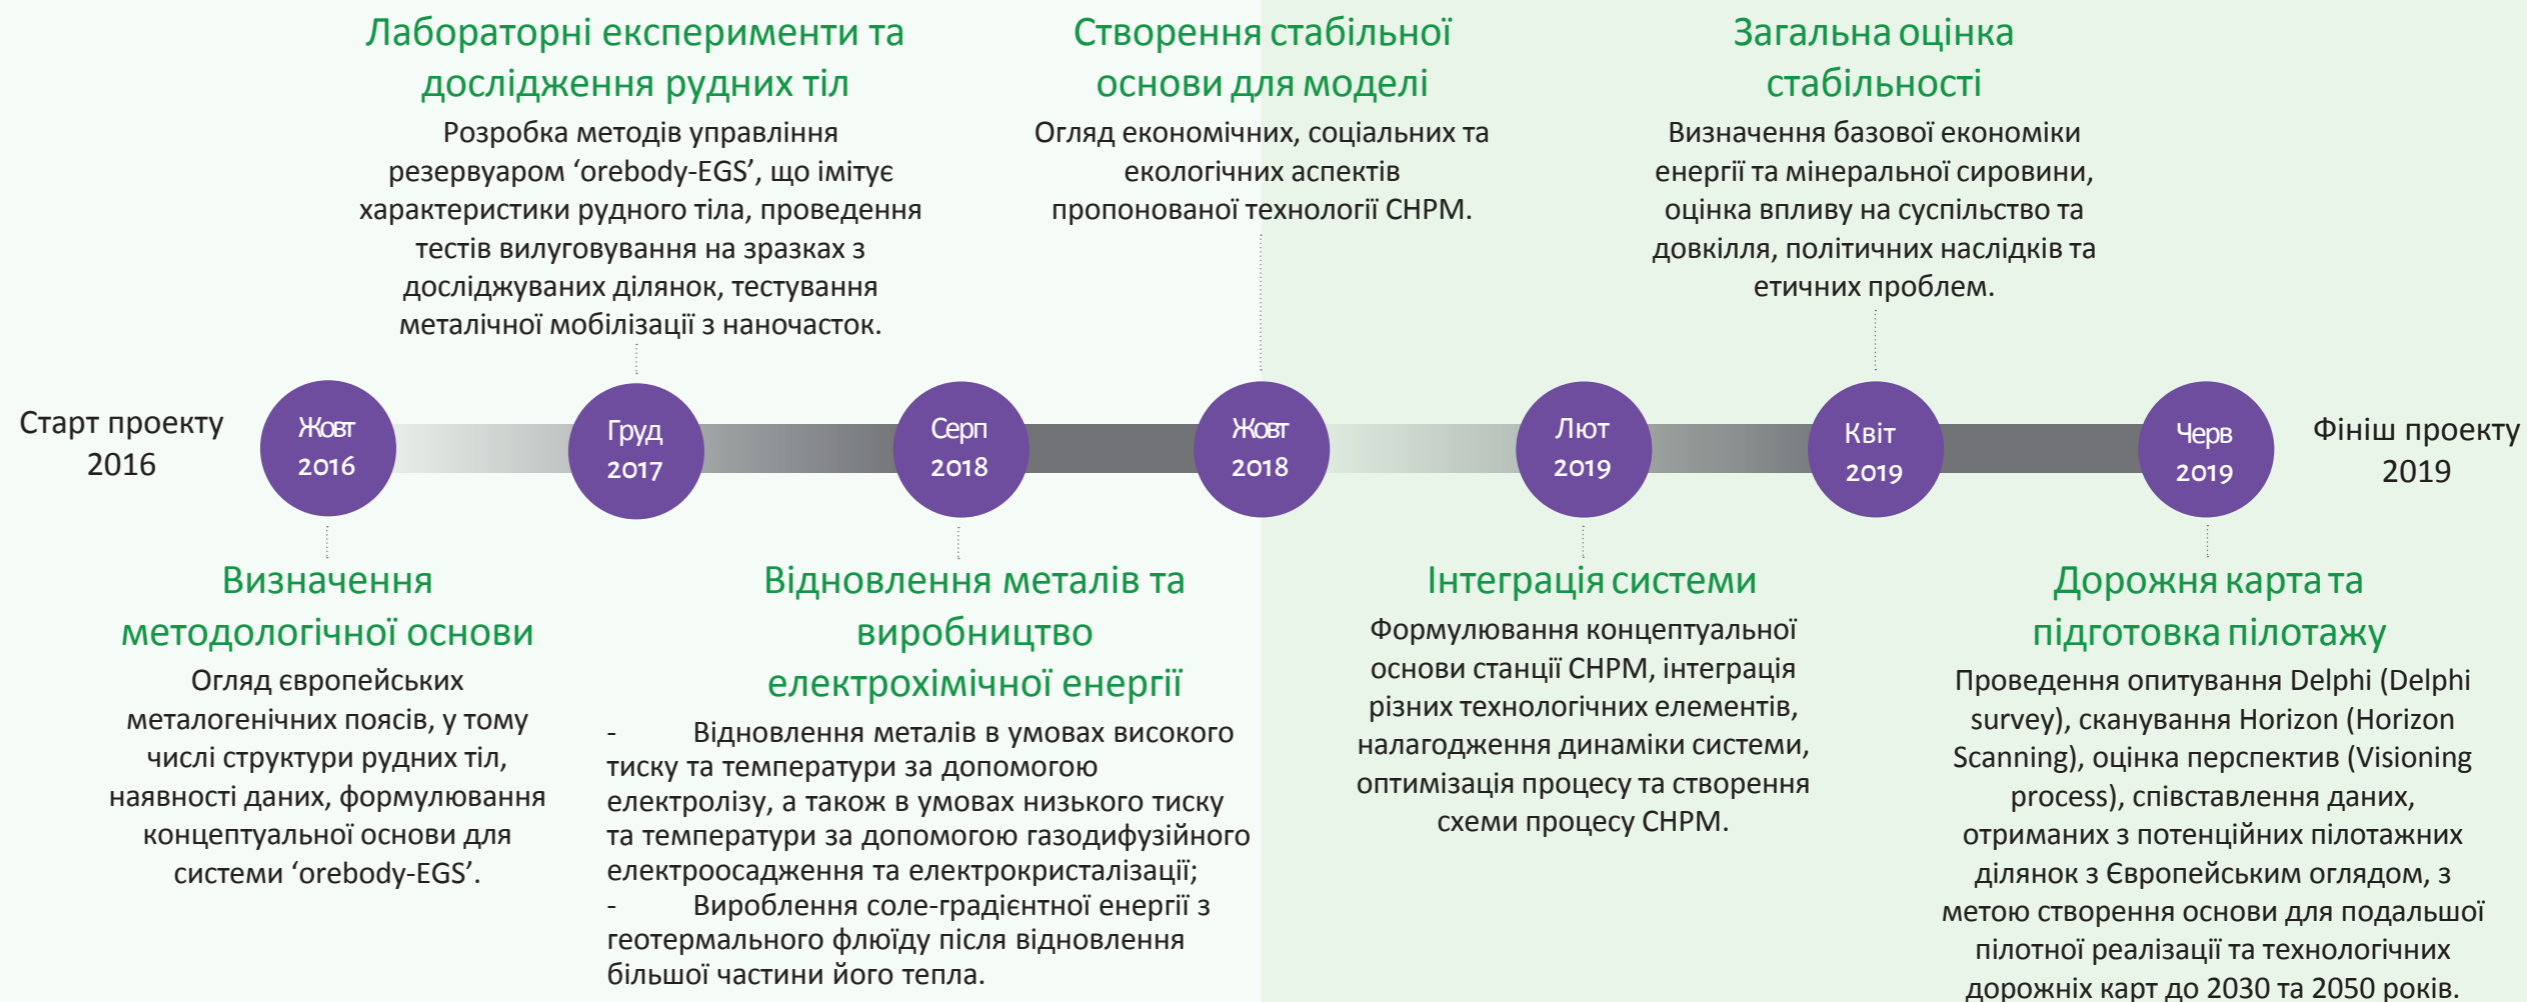 Лабораторні експерименти та
дослідження рудних тіл
Розробка методів управління
резервуаром ‘orebody-EGS’, що імітує
характеристики рудного тіла, проведення
тестів вилуговування на зразках з
досліджуваних ділянок, тестування
металічної мобілізації з наночасток.
Створення стабільної
основи для моделі
Огляд економічних, соціальних та
екологічних аспектів
пропонованої технології CHPM.
Загальна оцінка
стабільності
Визначення базової економіки
енергії та мінеральної сировини,
оцінка впливу на суспільство та
довкілля, політичних наслідків та
етичних проблем.
Старт проекту
2016
Жовт
2016
Груд
2017
Серп
2018
Жовт
2018
Лют
2019
Квіт
2019
Черв
2019
Фініш проекту
2019
Визначення
методологічної основи
Огляд європейських
металогенічних поясів, у тому
числі структури рудних тіл,
наявності даних, формулювання
концептуальної основи для
системи ‘orebody-EGS’.
Відновлення металів та
виробництво
електрохімічної енергії
- Відновлення металів в умовах високого
тиску та температури за допомогою
електролізу, а також в умовах низького тиску
та температури за допомогою газодифузійного
електроосадження та електрокристалізації;
- Вироблення соле-градієнтної енергії з
геотермального флюїду після відновлення
більшої частини його тепла.
Інтеграція системи
Формулювання концептуальної
основи станції CHPM, інтеграція
різних технологічних елементів,
налагодження динаміки системи,
оптимізація процесу та створення
схеми процесу CHPM.
Дорожня карта та
підготовка пілотажу
Проведення опитування Delphi (Delphi
survey), сканування Horizon (Horizon
Scanning), оцінка перспектив (Visioning
process), співставлення даних,
отриманих з потенційних пілотажних
ділянок з Європейським оглядом, з
метою створення основи для подальшої
пілотної реалізації та технологічних
дорожніх карт до 2030 та 2050 років.